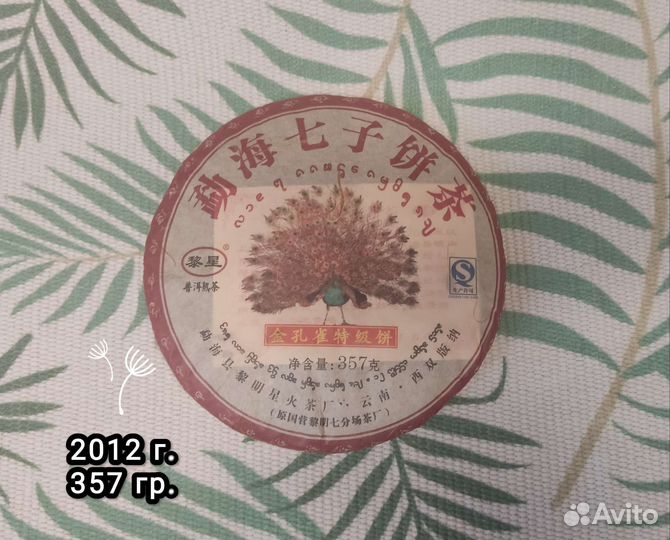 勐海七子饼茶
黎星
®
普洱熟茶
S
金孔雀特级饼
净含量:357克
勐海县黎明星火茶厂·云南·西双版纳
(原国营黎明七分场茶厂)
2012 г.
357 гр.
Avito